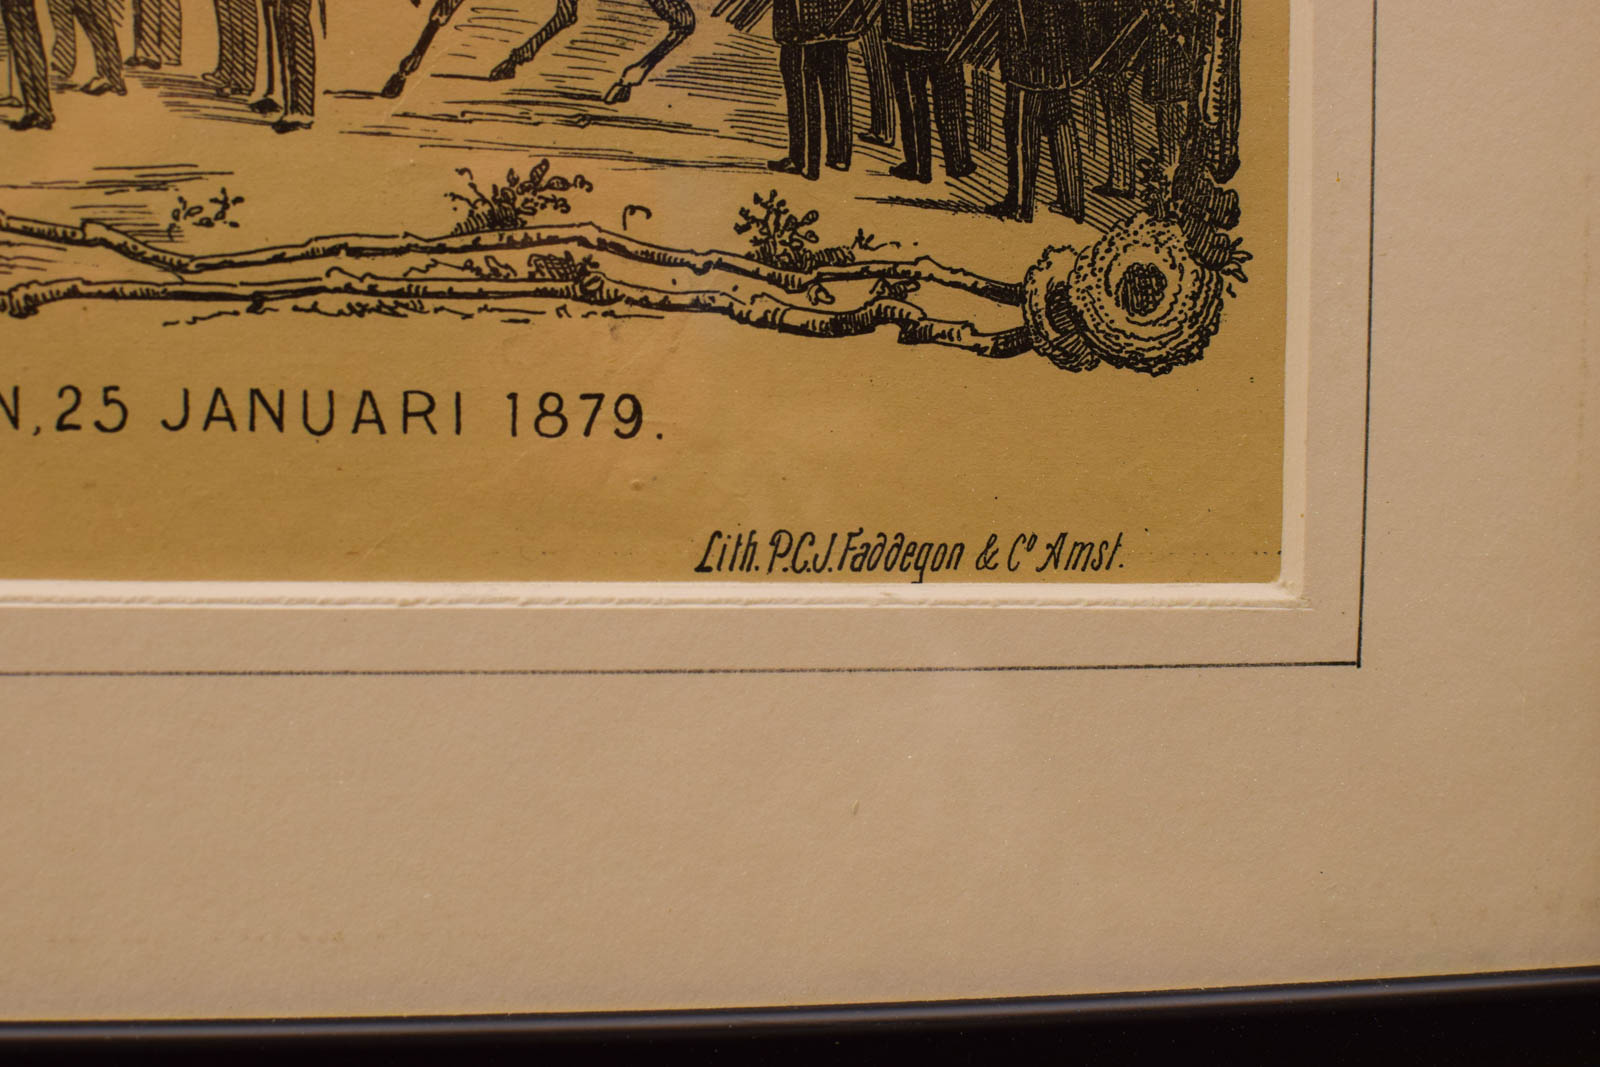 N, 25 JANUARI 1879.
Lith. P.C.J. Faddegon & Co Amst.